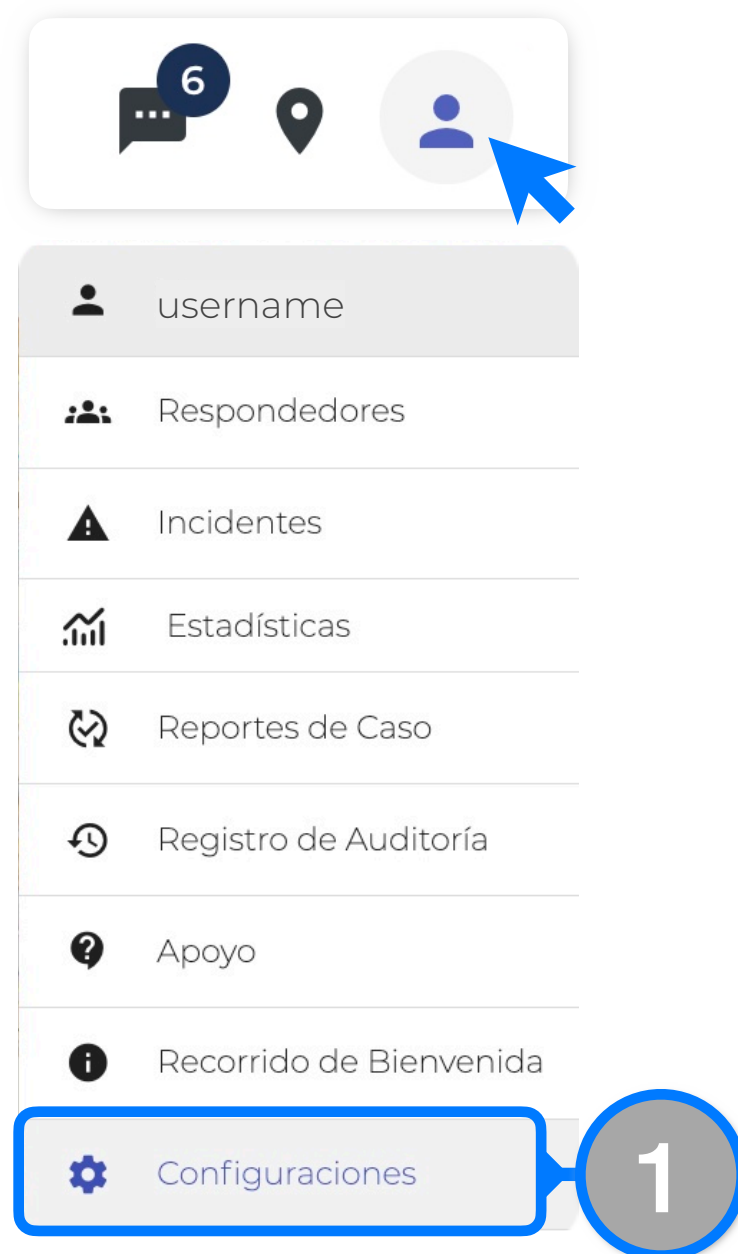 6
username
Respondedores
Incidentes
Estadísticas
Reportes de Caso
Registro de Auditoría
Apoyo
Recorrido de Bienvenida
Configuraciones
1